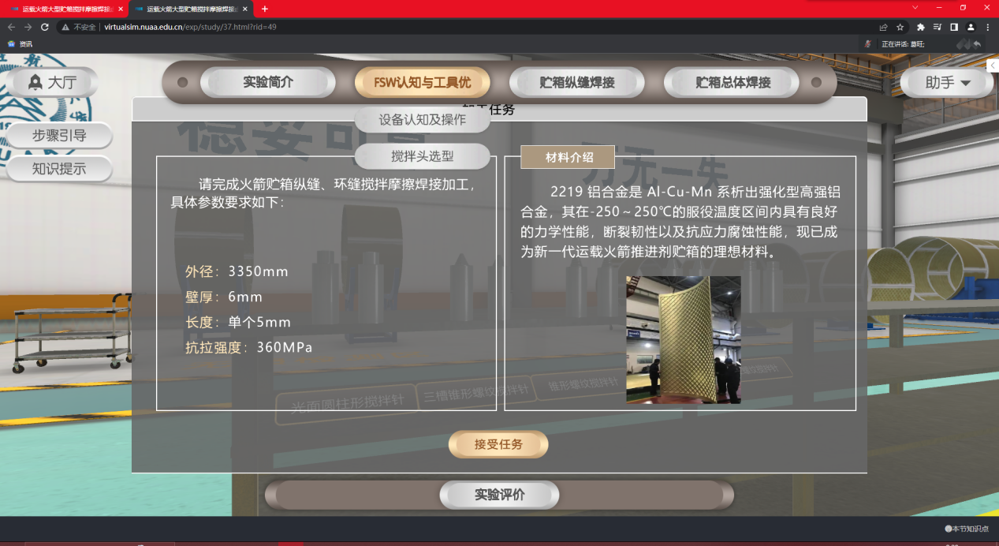 运载火箭大型贮箱搅拌摩擦焊接
运载火箭大型贮箱搅拌摩擦焊接
不安全 virtualsim.nuaa.edu.cn/exp/study/37.html?rid=49
资讯
正在讲话: 葛旺;
大厅
实验简介
FSW认知与工具优
贮箱纵缝焊接
贮箱总体焊接
助手
加工任务
设备认知及操作
搅拌头选型
步骤引导
知识提示
稳妥可靠
万无一失
请完成火箭贮箱纵缝、环缝搅拌摩擦焊接加工，
具体参数要求如下：
外径：3350mm
壁厚：6mm
长度：单个5mm
抗拉强度：360MPa
材料介绍
2219 铝合金是 Al-Cu-Mn 系析出强化型高强铝
合金，其在-250～250℃的服役温度区间内具有良好
的力学性能，断裂韧性以及抗应力腐蚀性能，现已成
为新一代运载火箭推进剂贮箱的理想材料。
光面圆柱形搅拌针
三槽锥形螺纹搅拌针
锥形螺纹搅拌针
接受任务
实验评价
本节知识点